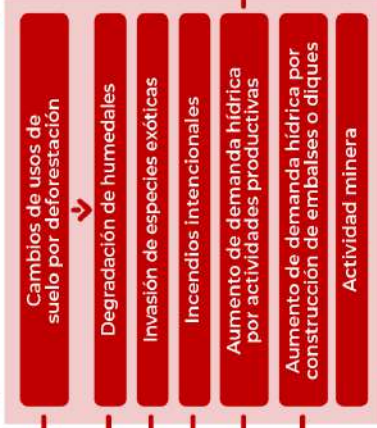 Cambios de usos de
suelo por deforestación
Degradación de humedales
Invasión de especies exóticas
Incendios intencionales
Aumento de demanda hídrica
por actividades productivas
Aumento de demanda hídrica por
construcción de embalses o diques
Actividad minera